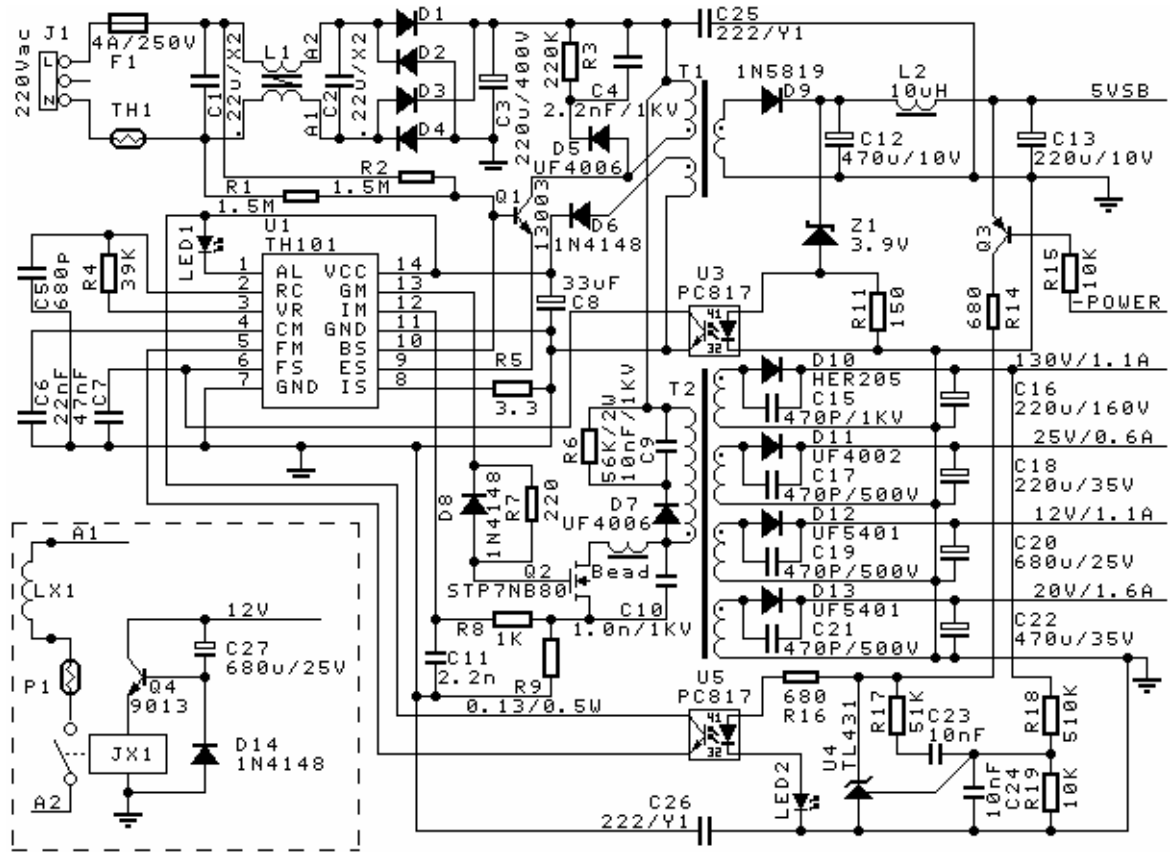 J1
220Vac
L
N
4A/250V
F1
TH1
C1
.22u/X2
L1
A2
A1
C2
.22u/X2
D1
D2
D3
D4
C3
220u/400V
220K
R3
C4
2.2nF/1KV
D5
UF4006
C25
222/Y1
T1
1N5819
D9
L2
10uH
5VSB
C12
470u/10V
C13
220u/10V
R2
1.5M
R1
1.5M
Q1
13003
D6
1N4148
Z1
3.9V
Q3
R15
10K
-POWER
LED1
U1
TH101
1 AL VCC 14
2 RC GM 13
3 VR IM 12
4 CM GND 11
5 FM BS 10
6 FS ES 9
7 GND IS 8
C5
680p
R4
39K
33uF
C8
U3
PC817
41
32
R11
150
680
R14
C6
22nF
47nF
C7
R5
3.3
T2
D10
HER205
C15
470P/1KV
130V/1.1A
C16
220u/160V
R6
56K/2W
10nF/1KV
C9
D11
UF4002
C17
470P/500V
25V/0.6A
C18
220u/35V
D8
1N4148
R7
220
D7
UF4006
D12
UF5401
C19
470P/500V
12V/1.1A
C20
680u/25V
Q2
STP7NB80
Bead
C10
1.0n/1KV
D13
UF5401
C21
470P/500V
20V/1.6A
C22
470u/35V
R8
1K
C11
2.2n
R9
0.13/0.5W
U5
PC817
41
32
680
R16
R17
51K
C23
10nF
R18
510K
U4
TL431
LED2
10nF
C24
R19
10K
C26
222/Y1
A1
LX1
12V
C27
680u/25V
P1
Q4
9013
JX1
D14
1N4148
A2